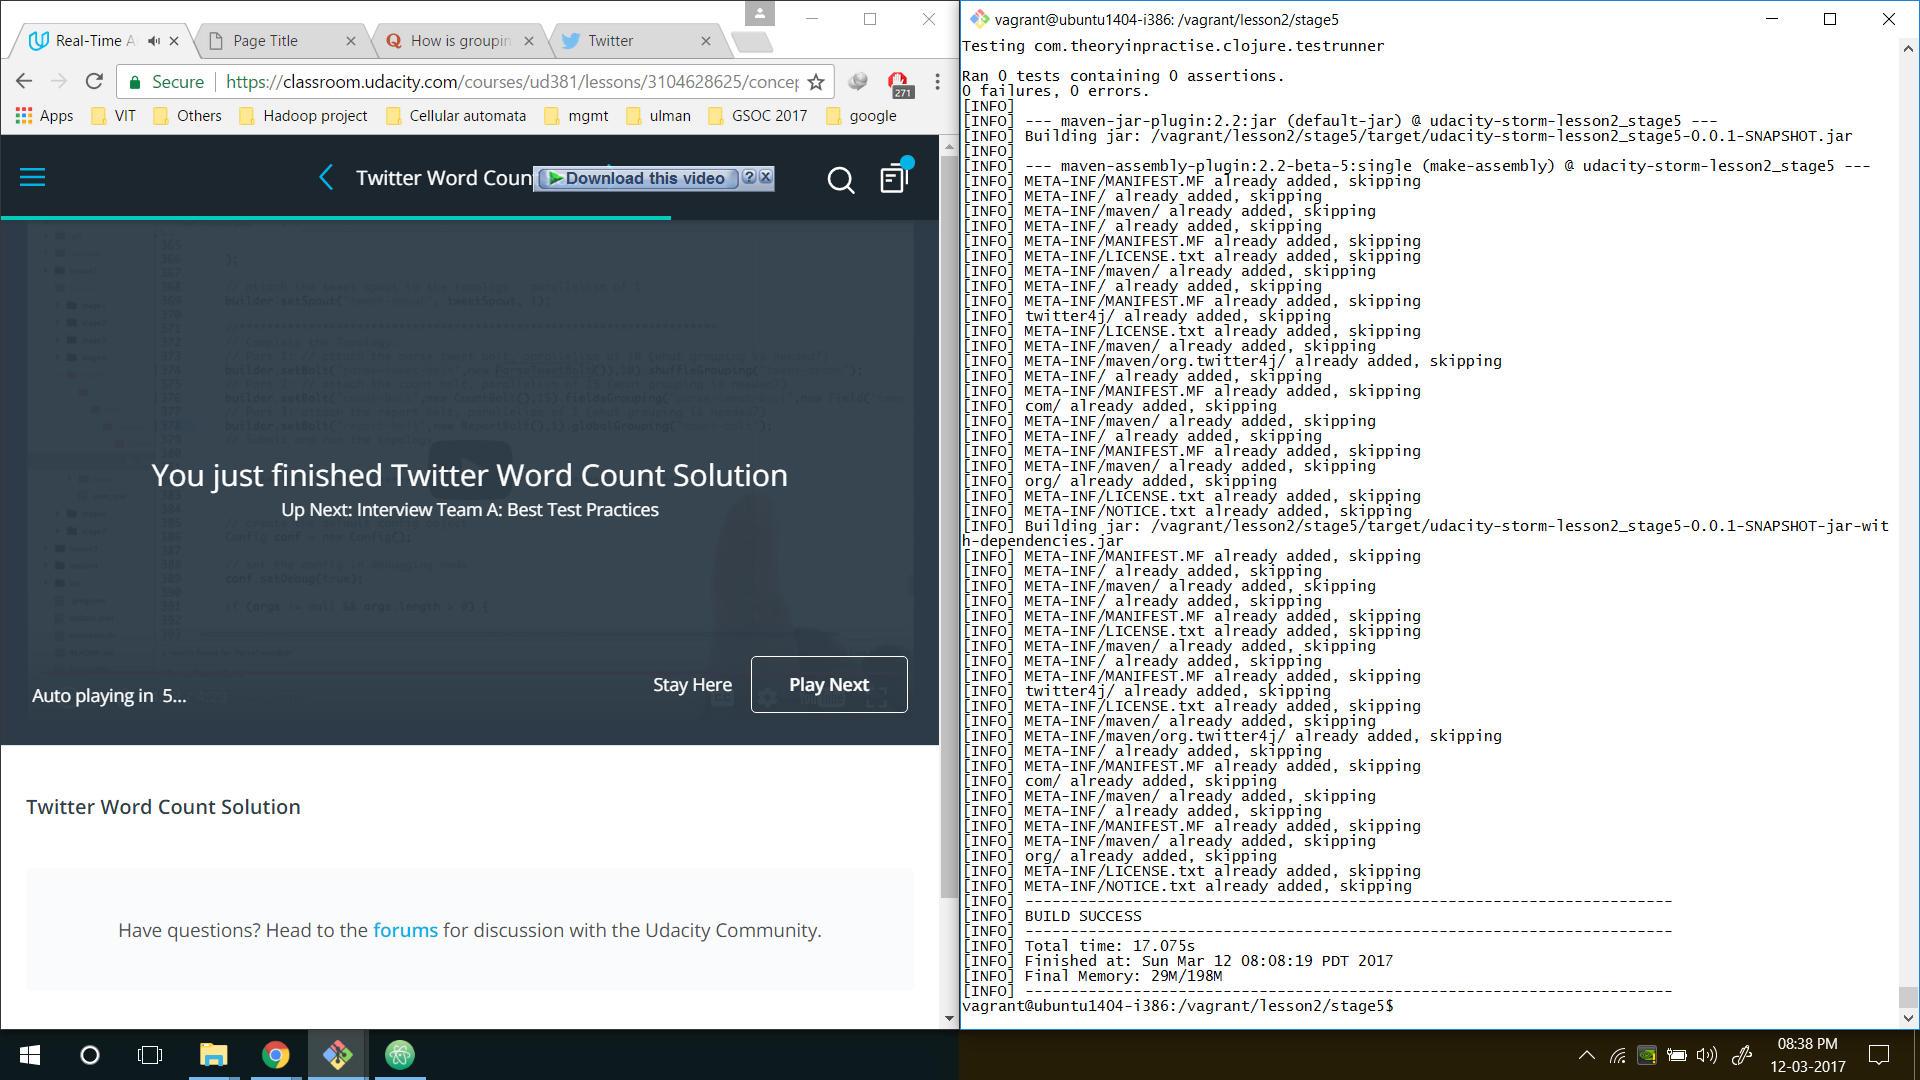 Real-Time A
Page Title
How is groupin
Twitter
Secure
https://classroom.udacity.com/courses/ud381/lessons/3104628625/concep
271
Apps
VIT
Others
Hadoop project
Cellular automata
mgmt
ulman
GSOC 2017
google
Twitter Word Coun
Download this video
You just finished Twitter Word Count Solution
Up Next: Interview Team A: Best Test Practices
Auto playing in 5...
Stay Here
Play Next
Twitter Word Count Solution
Have questions? Head to the forums for discussion with the Udacity Community.
vagrant@ubuntu1404-i386: /vagrant/lesson2/stage5
Testing com.theoryinpractise.clojure.testrunner
Ran 0 tests containing 0 assertions.
0 failures, 0 errors.
[INFO]
[INFO] --- maven-jar-plugin:2.2:jar (default-jar) @ udacity-storm-lesson2_stage5 ---
[INFO] Building jar: /vagrant/lesson2/stage5/target/udacity-storm-lesson2_stage5-0.0.1-SNAPSHOT.jar
[INFO]
[INFO] --- maven-assembly-plugin:2.2-beta-5:single (make-assembly) @ udacity-storm-lesson2_stage5 ---
[INFO] META-INF/MANIFEST.MF already added, skipping
[INFO] META-INF/ already added, skipping
[INFO] META-INF/maven/ already added, skipping
[INFO] META-INF/ already added, skipping
[INFO] META-INF/MANIFEST.MF already added, skipping
[INFO] META-INF/LICENSE.txt already added, skipping
[INFO] META-INF/maven/ already added, skipping
[INFO] META-INF/ already added, skipping
[INFO] META-INF/MANIFEST.MF already added, skipping
[INFO] twitter4j/ already added, skipping
[INFO] META-INF/LICENSE.txt already added, skipping
[INFO] META-INF/maven/ already added, skipping
[INFO] META-INF/maven/org.twitter4j/ already added, skipping
[INFO] META-INF/ already added, skipping
[INFO] META-INF/MANIFEST.MF already added, skipping
[INFO] com/ already added, skipping
[INFO] META-INF/maven/ already added, skipping
[INFO] META-INF/ already added, skipping
[INFO] META-INF/MANIFEST.MF already added, skipping
[INFO] META-INF/maven/ already added, skipping
[INFO] org/ already added, skipping
[INFO] META-INF/LICENSE.txt already added, skipping
[INFO] META-INF/NOTICE.txt already added, skipping
[INFO] Building jar: /vagrant/lesson2/stage5/target/udacity-storm-lesson2_stage5-0.0.1-SNAPSHOT-jar-wit
h-dependencies.jar
[INFO] META-INF/MANIFEST.MF already added, skipping
[INFO] META-INF/ already added, skipping
[INFO] META-INF/maven/ already added, skipping
[INFO] META-INF/ already added, skipping
[INFO] META-INF/MANIFEST.MF already added, skipping
[INFO] META-INF/LICENSE.txt already added, skipping
[INFO] META-INF/maven/ already added, skipping
[INFO] META-INF/ already added, skipping
[INFO] META-INF/MANIFEST.MF already added, skipping
[INFO] twitter4j/ already added, skipping
[INFO] META-INF/LICENSE.txt already added, skipping
[INFO] META-INF/maven/ already added, skipping
[INFO] META-INF/maven/org.twitter4j/ already added, skipping
[INFO] META-INF/ already added, skipping
[INFO] META-INF/MANIFEST.MF already added, skipping
[INFO] com/ already added, skipping
[INFO] META-INF/maven/ already added, skipping
[INFO] META-INF/ already added, skipping
[INFO] META-INF/MANIFEST.MF already added, skipping
[INFO] META-INF/maven/ already added, skipping
[INFO] org/ already added, skipping
[INFO] META-INF/LICENSE.txt already added, skipping
[INFO] META-INF/NOTICE.txt already added, skipping
[INFO] ------------------------------------------------------------------------
[INFO] BUILD SUCCESS
[INFO] ------------------------------------------------------------------------
[INFO] Total time: 17.075s
[INFO] Finished at: Sun Mar 12 08:08:19 PDT 2017
[INFO] Final Memory: 29M/198M
[INFO] ------------------------------------------------------------------------
vagrant@ubuntu1404-i386:/vagrant/lesson2/stage5$
08:38 PM
12-03-2017